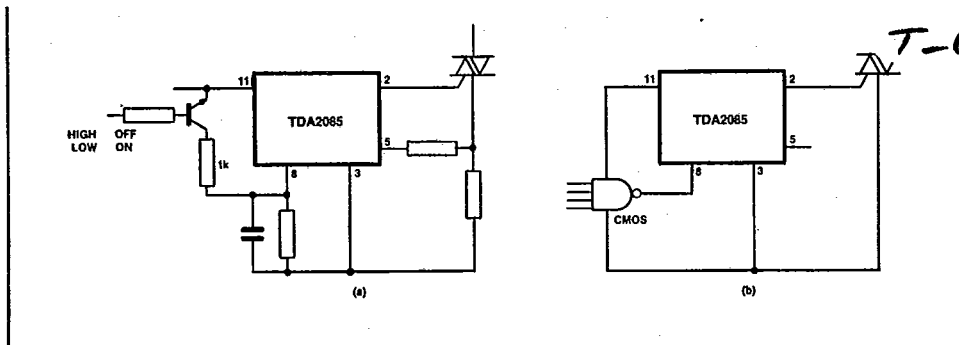 T-
11
2
TDA2085
5
HIGH OFF
LOW ON
1k
8
3
(a)
11
2
TDA2085
5
8
3
CMOS
(b)